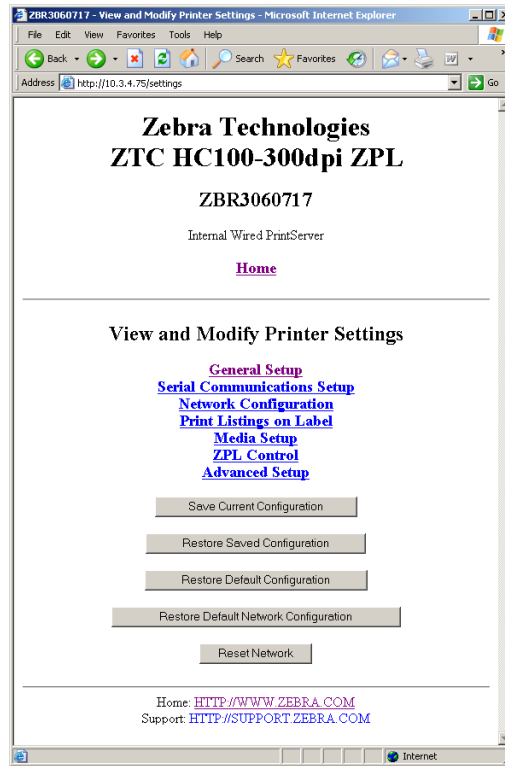 ZBR3060717 - View and Modify Printer Settings - Microsoft Internet Explorer
File Edit View Favorites Tools Help
Back Search Favorites
Address http://10.3.4.75/settings Go
Zebra Technologies
ZTC HC100-300dpi ZPL
ZBR3060717
Internal Wired PrintServer
Home
View and Modify Printer Settings
General Setup
Serial Communications Setup
Network Configuration
Print Listings on Label
Media Setup
ZPL Control
Advanced Setup
Save Current Configuration
Restore Saved Configuration
Restore Default Configuration
Restore Default Network Configuration
Reset Network
Home: HTTP://WWW.ZEBRA.COM
Support: HTTP://SUPPORT.ZEBRA.COM
Internet